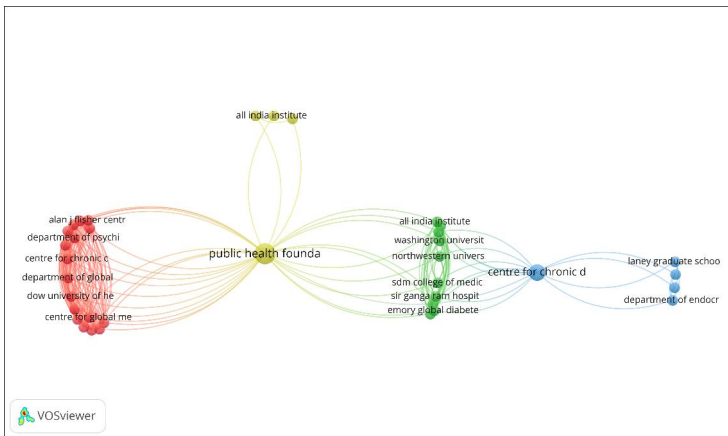 all india institute
alan j flisher centr
department of psychi
centre for chronic c
department of global
dow university of he
centre for global me
public health founda
all india institute
washington universit
northwestern univers
sdm college of medic
sir ganga ram hospit
emory global diabete
centre for chronic d
laney graduate schoo
department of endocr
VOSviewer